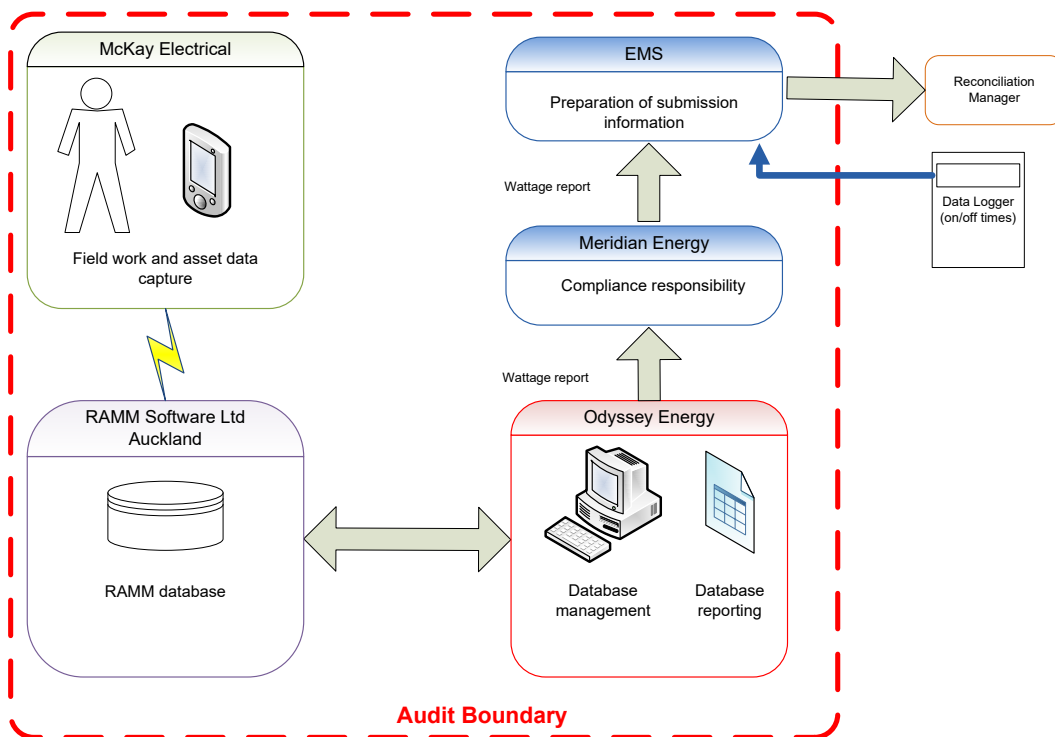 McKay Electrical
Field work and asset data
capture
EMS
Preparation of submission
information
Reconciliation
Manager
Data Logger
(on/off times)
Wattage report
Meridian Energy
Compliance responsibility
Wattage report
RAMM Software Ltd
Auckland
RAMM database
Odyssey Energy
Database
management
Database
reporting
Audit Boundary